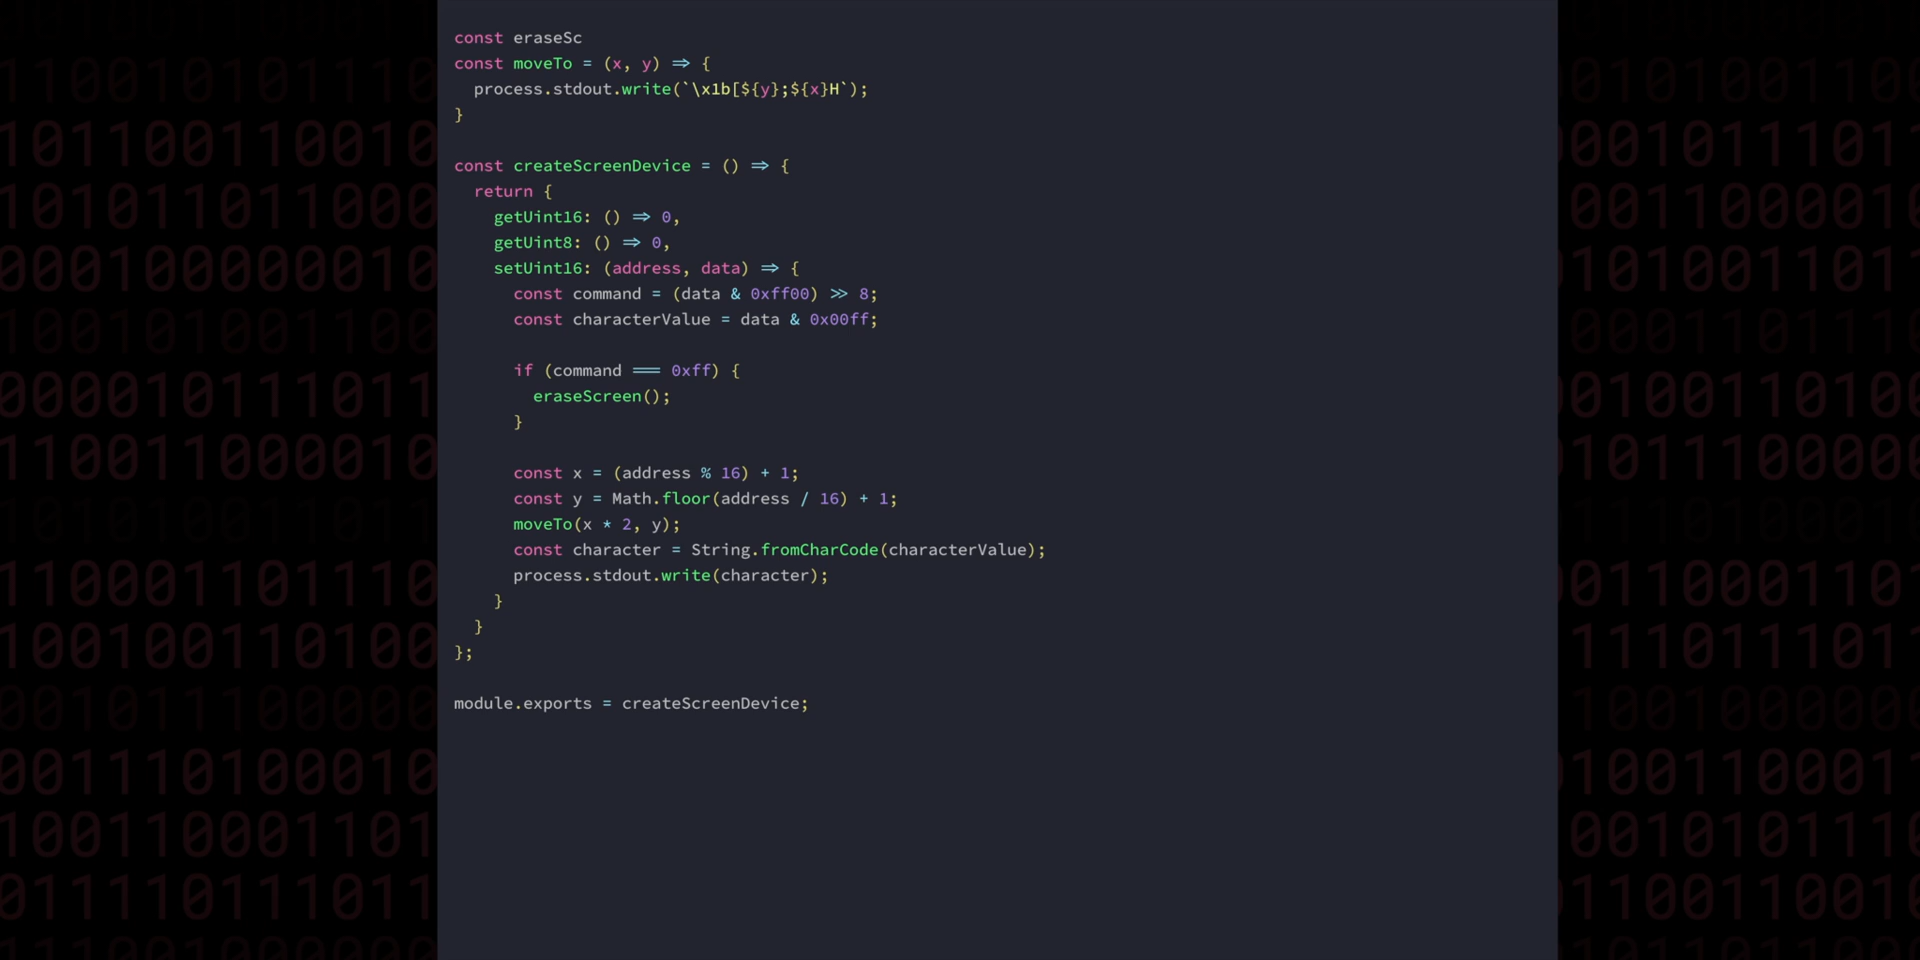 const eraseSc
const moveTo = (x, y) => {
  process.stdout.write(`\x1b[${y};${x}H`);
}

const createScreenDevice = () => {
  return {
    getUint16: () => 0,
    getUint8: () => 0,
    setUint16: (address, data) => {
      const command = (data & 0xff00) >> 8;
      const characterValue = data & 0x00ff;

      if (command === 0xff) {
        eraseScreen();
      }

      const x = (address % 16) + 1;
      const y = Math.floor(address / 16) + 1;
      moveTo(x * 2, y);
      const character = String.fromCharCode(characterValue);
      process.stdout.write(character);
    }
  }
};

module.exports = createScreenDevice;